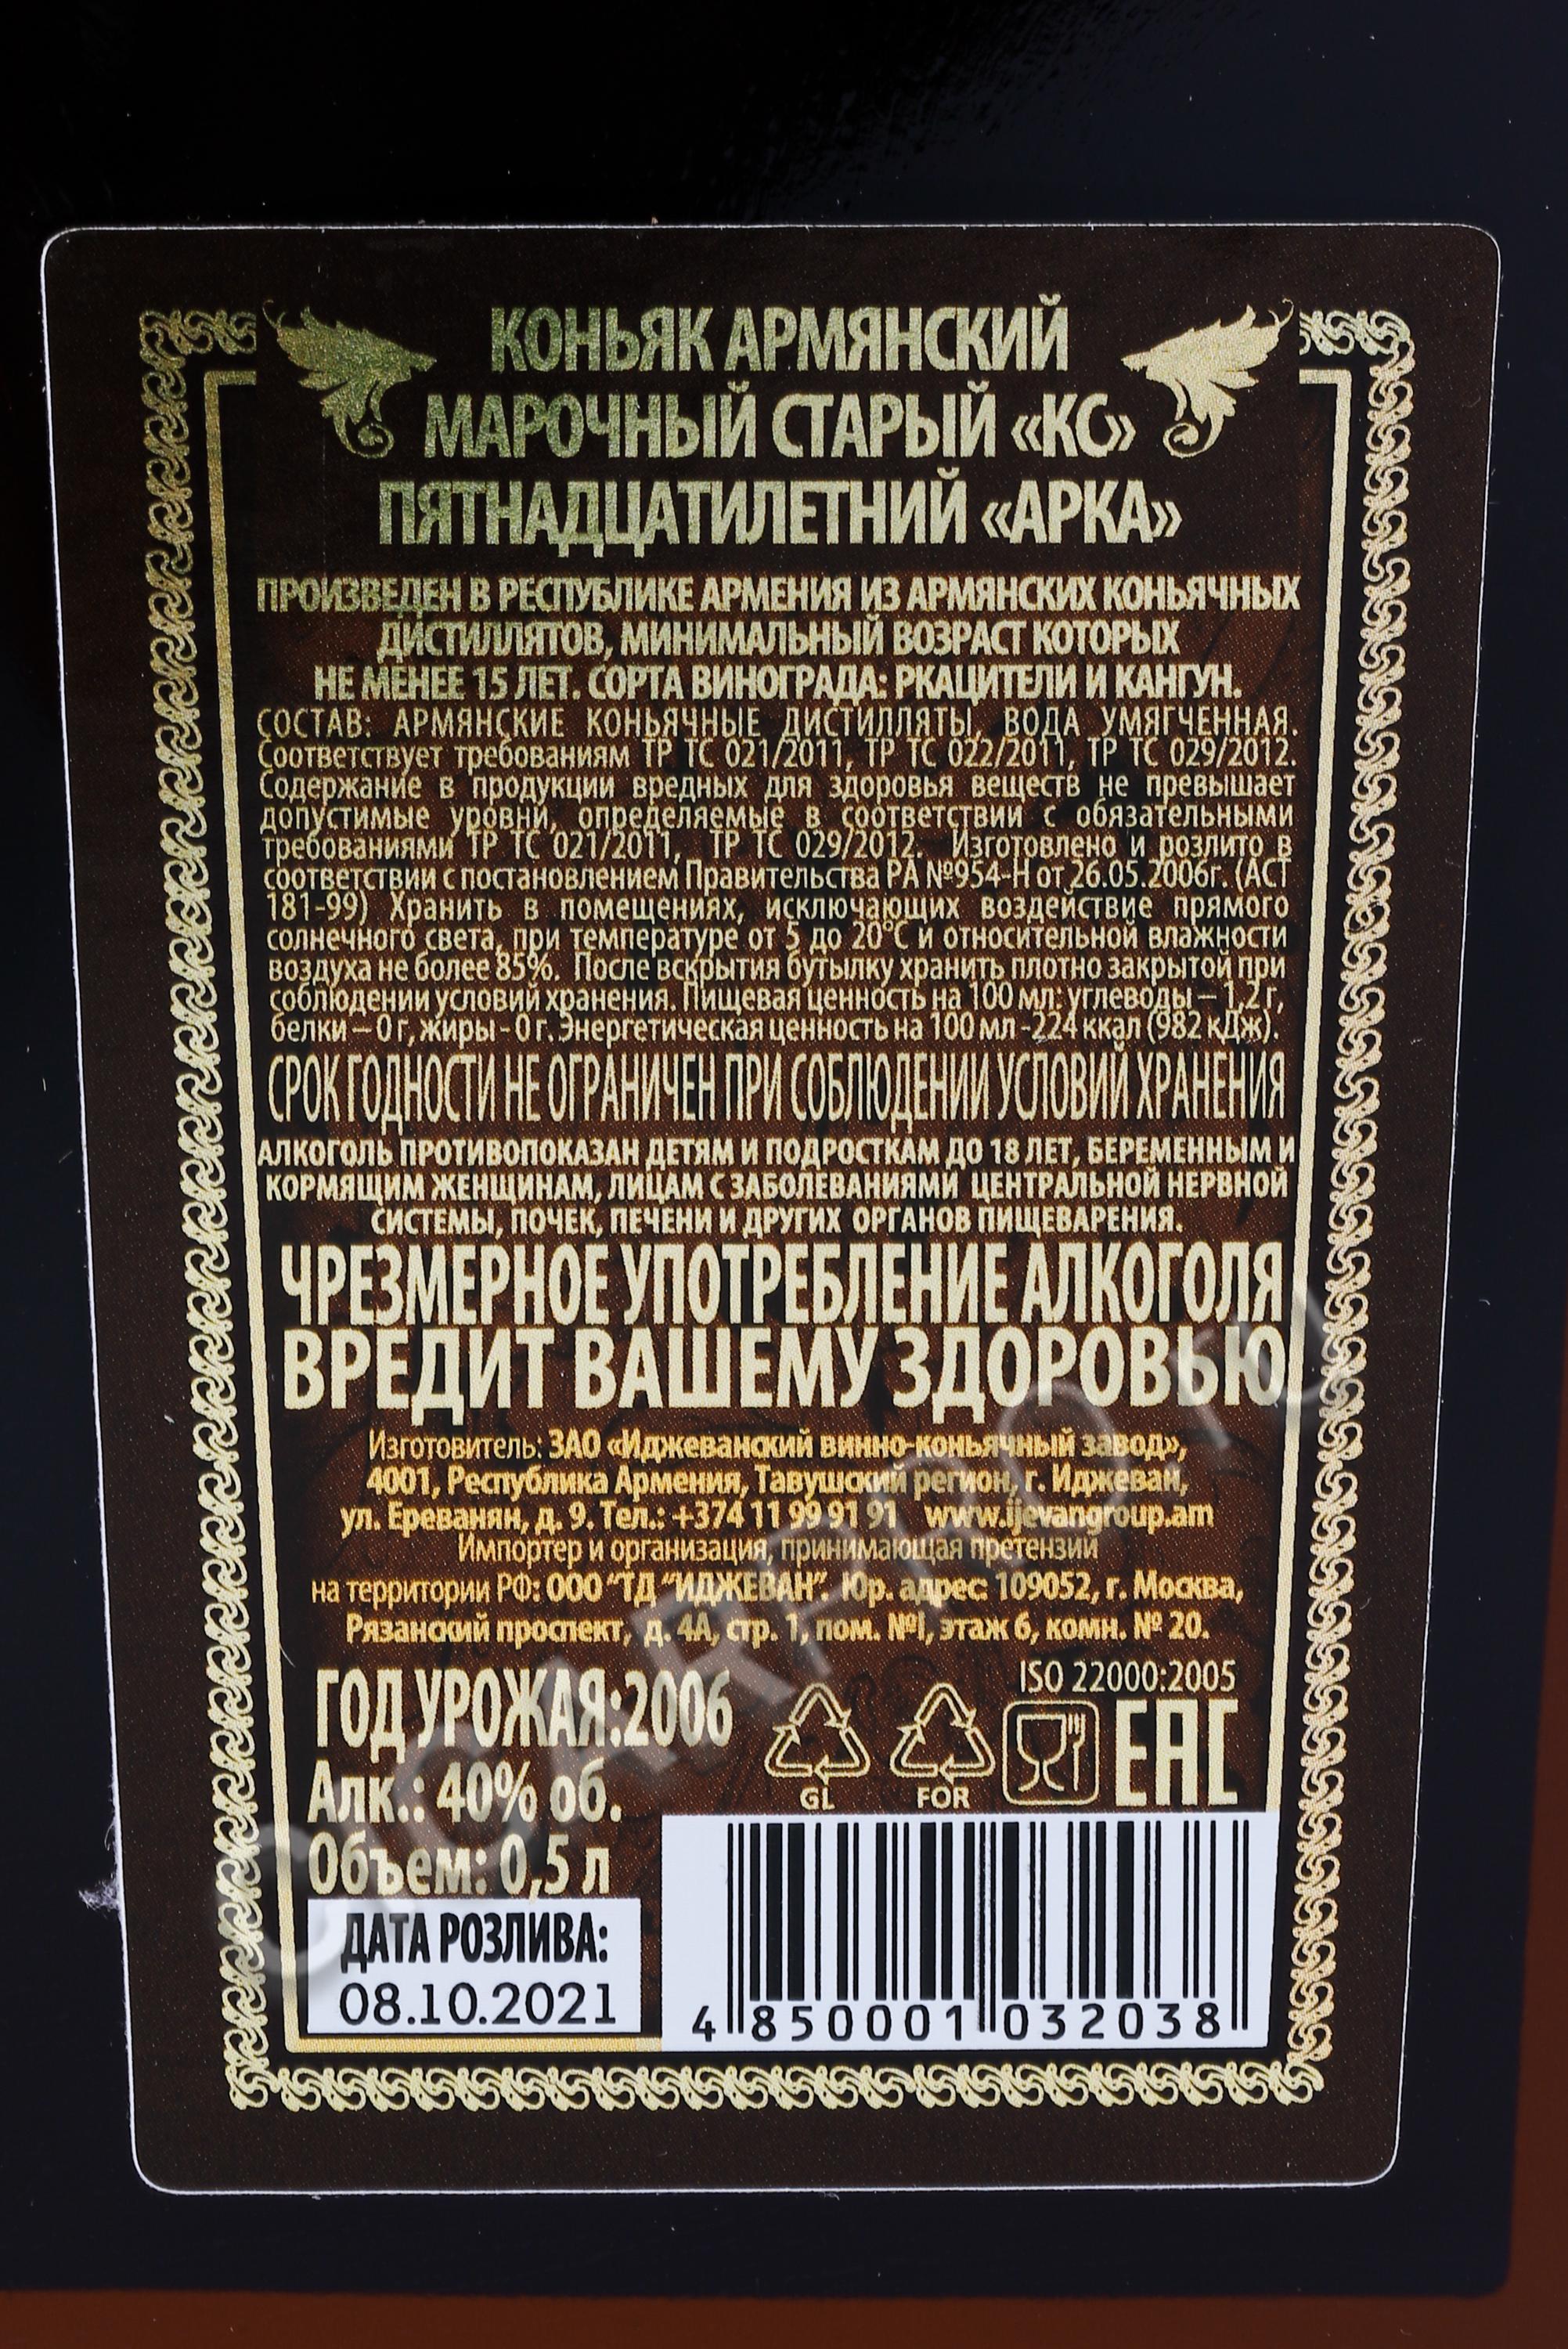 КОНЬЯК АРМЯНСКИЙ
МАРОЧНЫЙ СТАРЫЙ «КС»
ПЯТНАДЦАТИЛЕТНИЙ «АРКА»
ПРОИЗВЕДЕН В РЕСПУБЛИКЕ АРМЕНИЯ ИЗ АРМЯНСКИХ КОНЬЯЧНЫХ
ДИСТИЛЛЯТОВ, МИНИМАЛЬНЫЙ ВОЗРАСТ КОТОРЫХ
НЕ МЕНЕЕ 15 ЛЕТ. СОРТА ВИНОГРАДА: РКАЦИТЕЛИ И КАНГУН.
СОСТАВ: АРМЯНСКИЕ КОНЬЯЧНЫЕ ДИСТИЛЛЯТЫ, ВОДА УМЯГЧЕННАЯ.
Соответствует требованиям ТР ТС 021/2011, ТР ТС 022/2011, ТР ТС 029/2012.
Содержание в продукции вредных для здоровья веществ не превышает
допустимые уровни, определяемые в соответствии с обязательными
требованиями ТР ТС 021/2011, ТР ТС 029/2012. Изготовлено и розлито в
соответствии с постановлением Правительства РА №954-Н от 26.05.2006г. (АСТ
181-99) Хранить в помещениях, исключающих воздействие прямого
солнечного света, при температуре от 5 до 20°С и относительной влажности
воздуха не более 85%. После вскрытия бутылку хранить плотно закрытой при
соблюдении условий хранения. Пищевая ценность на 100 мл: углеводы – 1,2 г,
белки – 0 г, жиры - 0 г. Энергетическая ценность на 100 мл -224 ккал (982 кДж).
СРОК ГОДНОСТИ НЕ ОГРАНИЧЕН ПРИ СОБЛЮДЕНИИ УСЛОВИЙ ХРАНЕНИЯ
АЛКОГОЛЬ ПРОТИВОПОКАЗАН ДЕТЯМ И ПОДРОСТКАМ ДО 18 ЛЕТ, БЕРЕМЕННЫМ И
КОРМЯЩИМ ЖЕНЩИНАМ, ЛИЦАМ С ЗАБОЛЕВАНИЯМИ ЦЕНТРАЛЬНОЙ НЕРВНОЙ
СИСТЕМЫ, ПОЧЕК, ПЕЧЕНИ И ДРУГИХ ОРГАНОВ ПИЩЕВАРЕНИЯ.
ЧРЕЗМЕРНОЕ УПОТРЕБЛЕНИЕ АЛКОГОЛЯ
ВРЕДИТ ВАШЕМУ ЗДОРОВЬЮ
Изготовитель: ЗАО «Иджеванский винно-коньячный завод»,
4001, Республика Армения, Тавушский регион, г. Иджеван,
ул. Ереванян, д. 9. Тел.: +374 11 99 91 91 www.ijevangroup.am
Импортер и организация, принимающая претензии
на территории РФ: ООО "ТД "ИДЖЕВАН". Юр. адрес: 109052, г. Москва,
Рязанский проспект, д. 4А, стр. 1, пом. №I, этаж 6, комн. № 20.
ISO 22000:2005
ГОД УРОЖАЯ:2006
GL FOR EAC
Алк.: 40% об.
Объем: 0,5 л
ДАТА РОЗЛИВА:
08.10.2021
4 850001 032038
CIGARPRO.ru